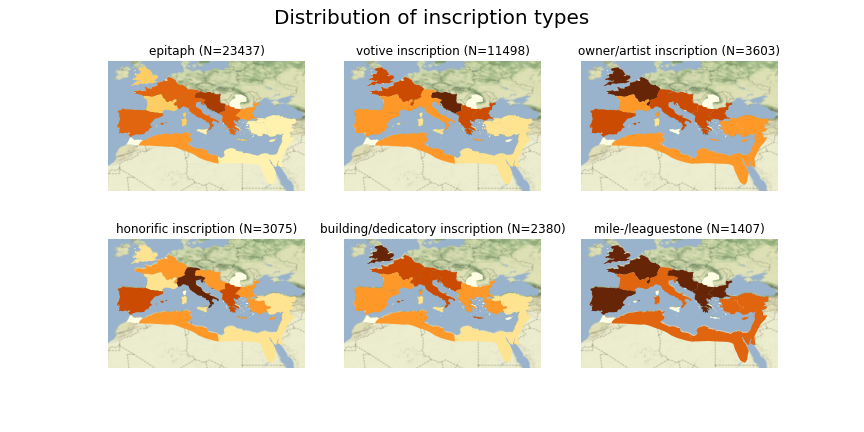 Distribution of inscription types
epitaph (N=23437)
votive inscription (N=11498)
owner/artist inscription (N=3603)
honorific inscription (N=3075)
building/dedicatory inscription (N=2380)
mile-/leaguestone (N=1407)